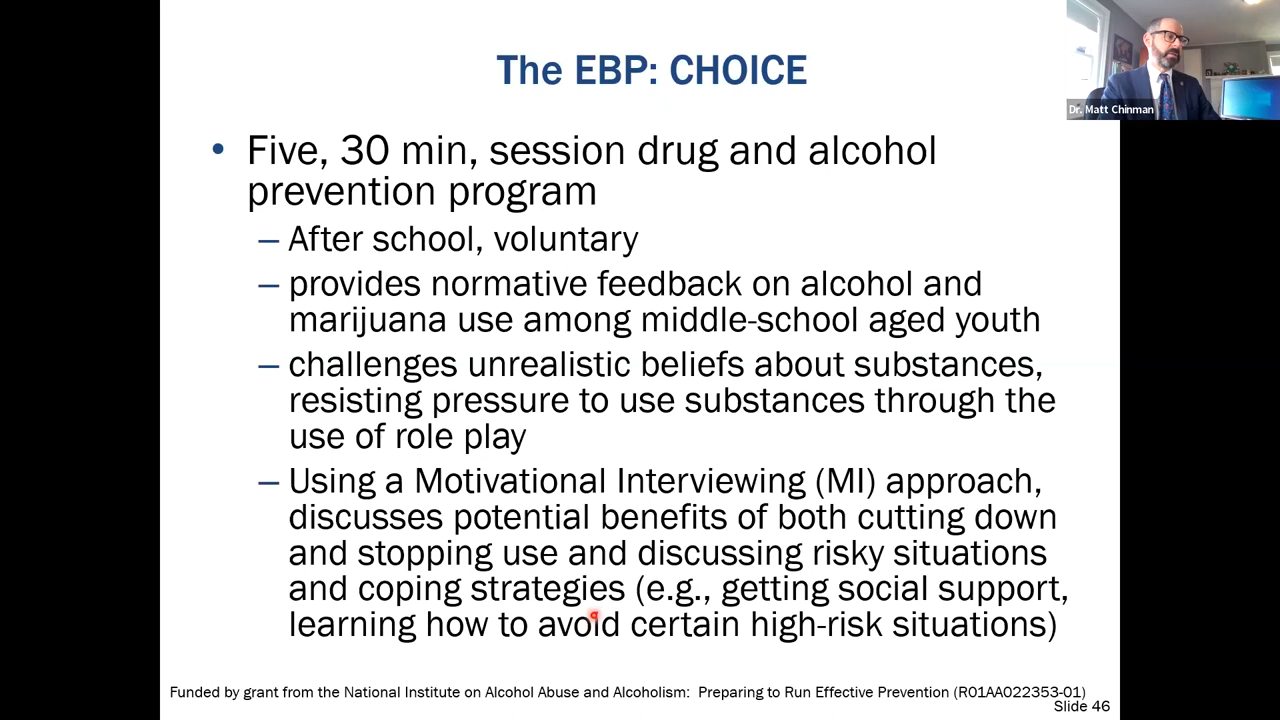 The EBP: CHOICE
Dr. Matt Chinman
• Five, 30 min, session drug and alcohol
prevention program
– After school, voluntary
– provides normative feedback on alcohol and
marijuana use among middle-school aged youth
– challenges unrealistic beliefs about substances,
resisting pressure to use substances through the
use of role play
– Using a Motivational Interviewing (MI) approach,
discusses potential benefits of both cutting down
and stopping use and discussing risky situations
and coping strategies (e.g., getting social support,
learning how to avoid certain high-risk situations)
Funded by grant from the National Institute on Alcohol Abuse and Alcoholism: Preparing to Run Effective Prevention (R01AA022353-01)
Slide 46